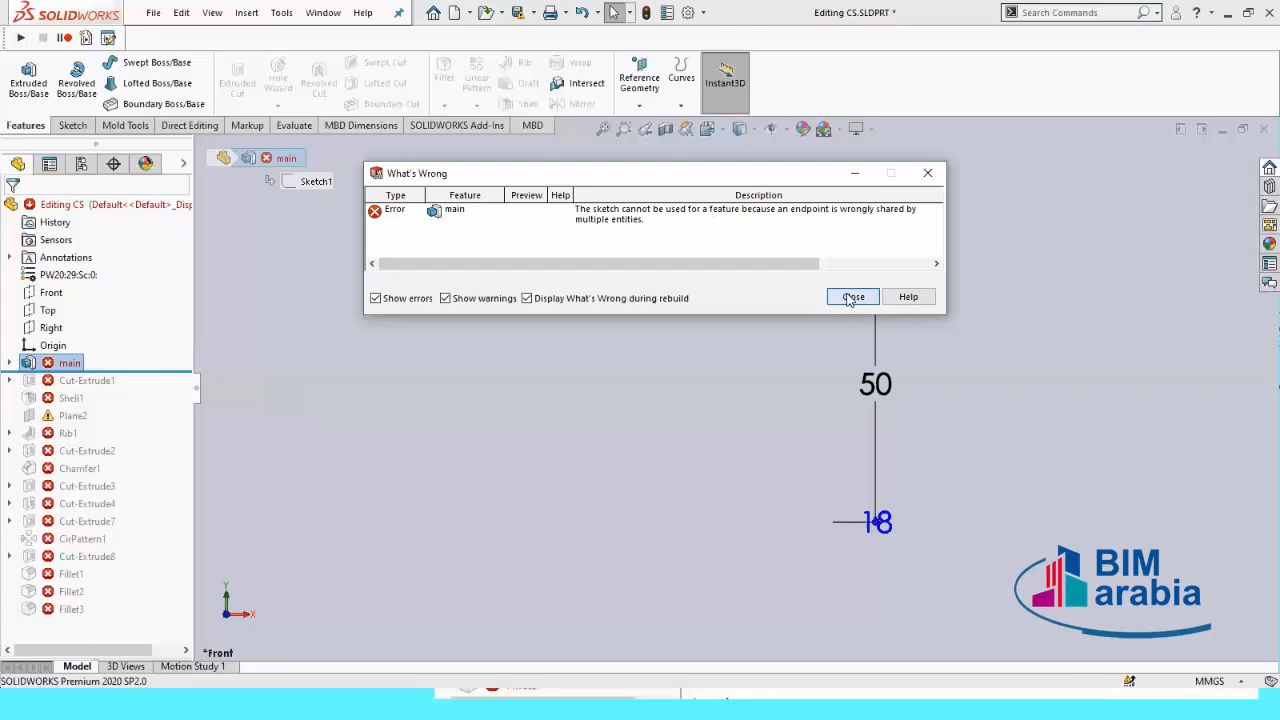 SOLIDWORKS
File Edit View Insert Tools Window Help
Editing CS.SLDPRT *
Search Commands
Extruded Boss/Base
Revolved Boss/Base
Swept Boss/Base
Lofted Boss/Base
Boundary Boss/Base
Extruded Cut
Hole Wizard
Revolved Cut
Swept Cut
Lofted Cut
Boundary Cut
Fillet
Linear Pattern
Rib
Draft
Shell
Wrap
Intersect
Mirror
Reference Geometry
Curves
Instant3D
Features Sketch Mold Tools Direct Editing Markup Evaluate MBD Dimensions SOLIDWORKS Add-Ins MBD
main
Sketch1
Editing CS (Default<<Default>_Disp
History
Sensors
Annotations
PW20:29:Sc:0:
Front
Top
Right
Origin
main
Cut-Extrude1
Shell1
Plane2
Rib1
Cut-Extrude2
Chamfer1
Cut-Extrude3
Cut-Extrude4
Cut-Extrude7
CirPattern1
Cut-Extrude8
Fillet1
Fillet2
Fillet3
What's Wrong
Type Feature Preview Help Description
Error main The sketch cannot be used for a feature because an endpoint is wrongly shared by
multiple entities.
Show errors Show warnings Display What's Wrong during rebuild
Close Help
50
18
Y
X
*Front
BIM
arabia
Model 3D Views Motion Study 1
SOLIDWORKS Premium 2020 SP2.0
MMGS